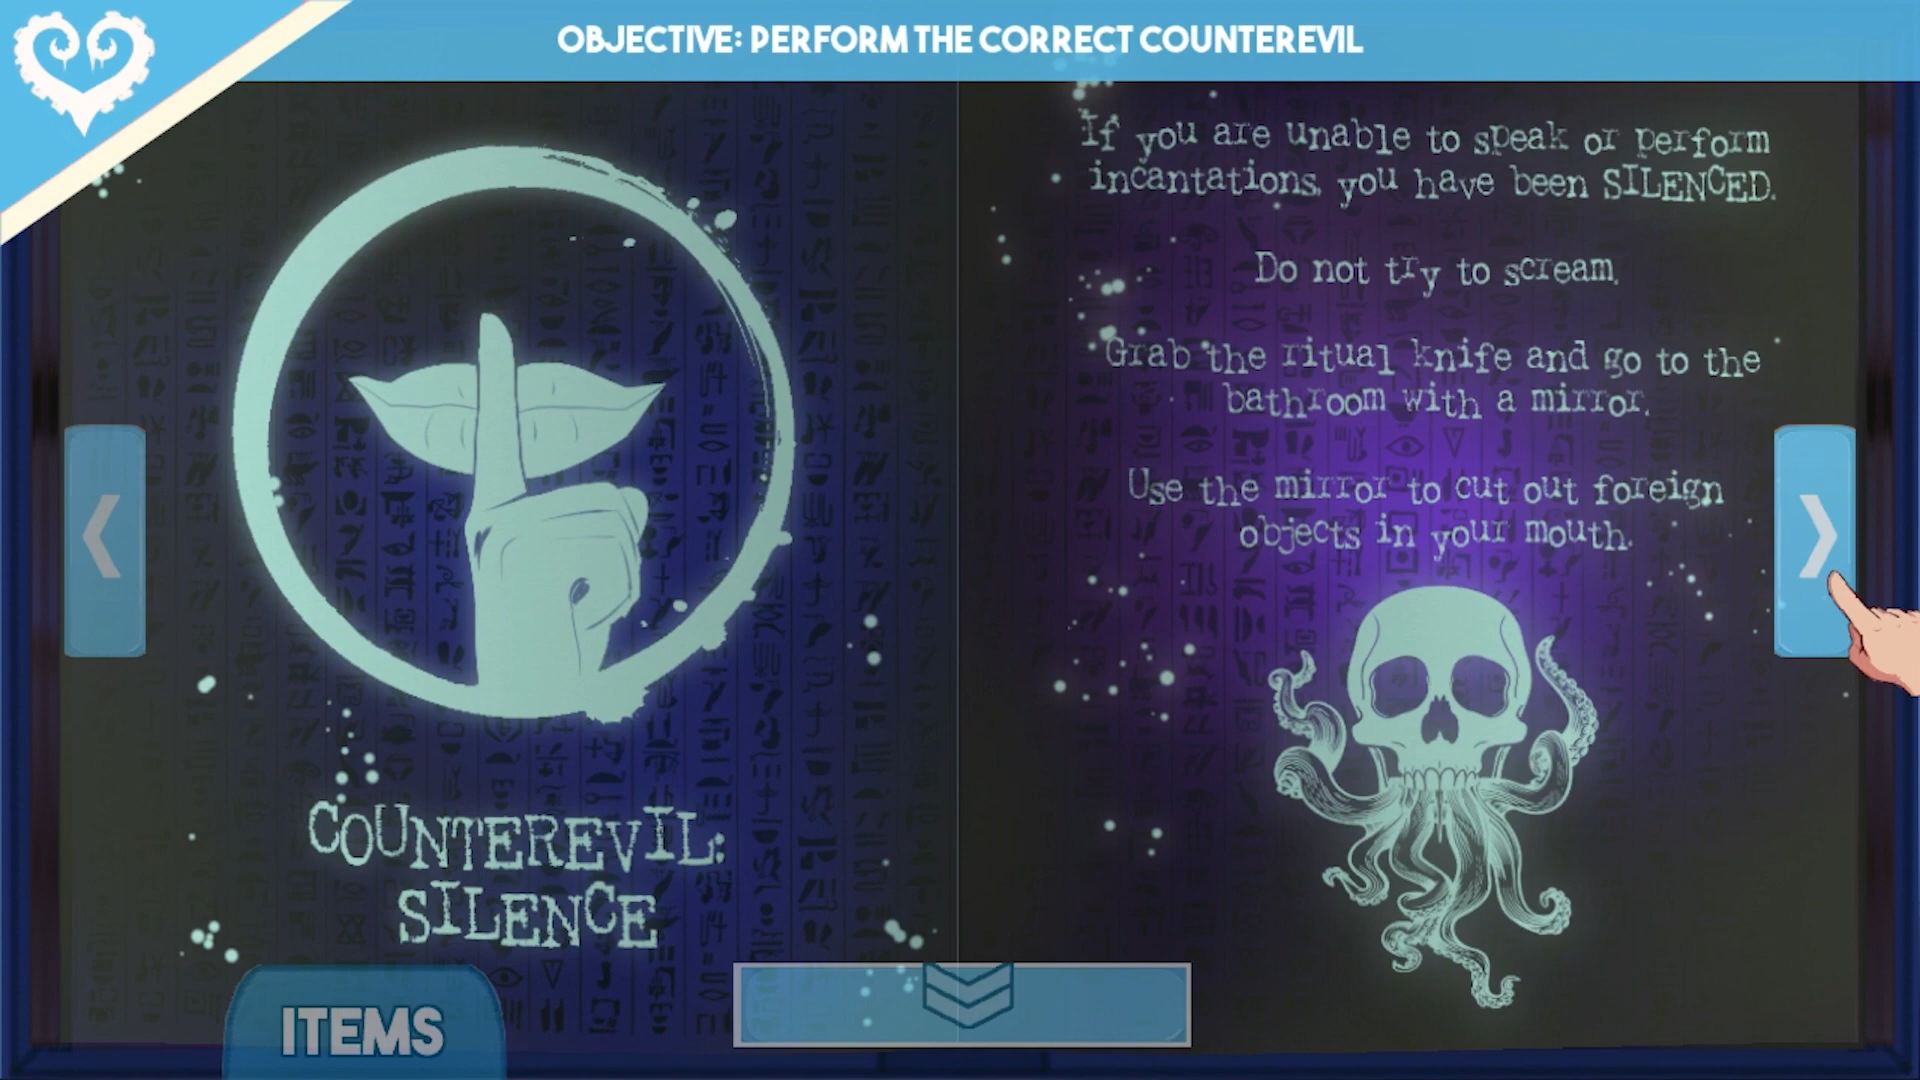 OBJECTIVE: PERFORM THE CORRECT COUNTEREVIL
COUNTEREVIL:
SILENCE
If you are unable to speak or perform
incantations, you have been SILENCED.
Do not try to scream.
Grab the ritual knife and go to the
bathroom with a mirror.
Use the mirror to cut out foreign
objects in your mouth.
ITEMS